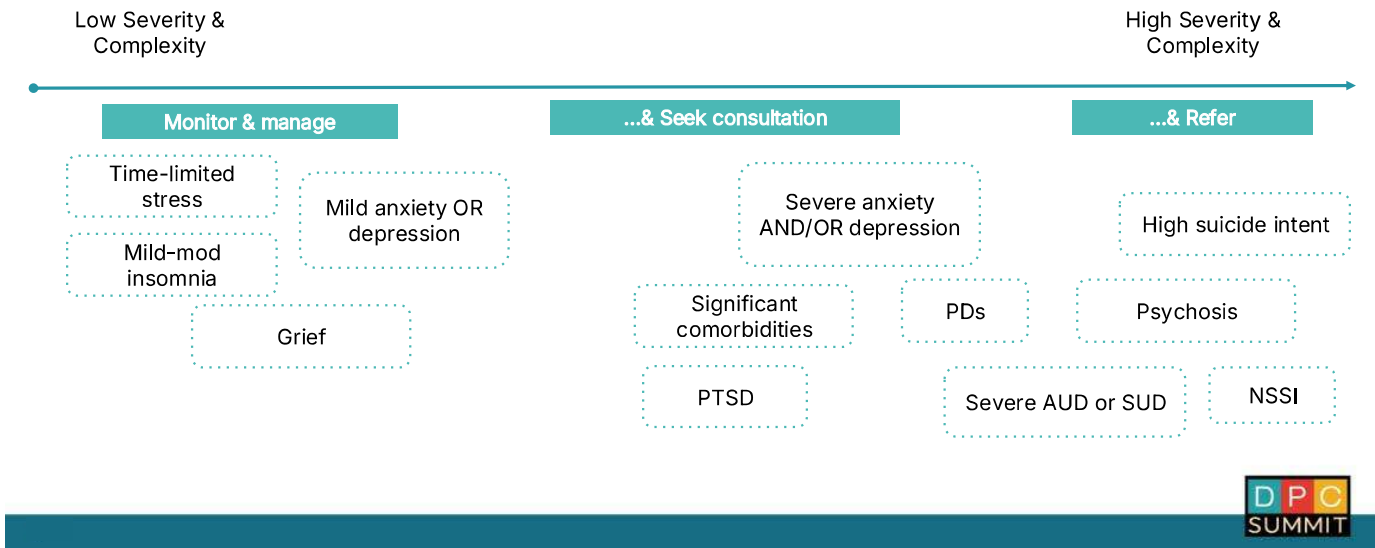 Low Severity &
Complexity
High Severity &
Complexity
Monitor & manage
...& Seek consultation
...& Refer
Time-limited
stress
Mild anxiety OR
depression
Mild-mod
insomnia
Grief
Severe anxiety
AND/OR depression
Significant
comorbidities
PDs
PTSD
High suicide intent
Psychosis
Severe AUD or SUD
NSSI
DPC
SUMMIT